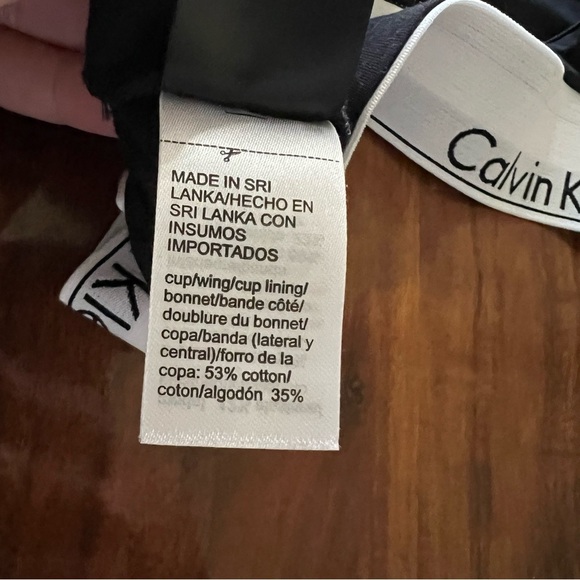 MADE IN SRI
LANKA/HECHO EN
SRI LANKA CON
INSUMOS
IMPORTADOS
cup/wing/cup lining/
bonnet/bande côté/
doublure du bonnet/
copa/banda (lateral y
central)/forro de la
copa: 53% cotton/
coton/algodón 35%
Calvin K
Kle